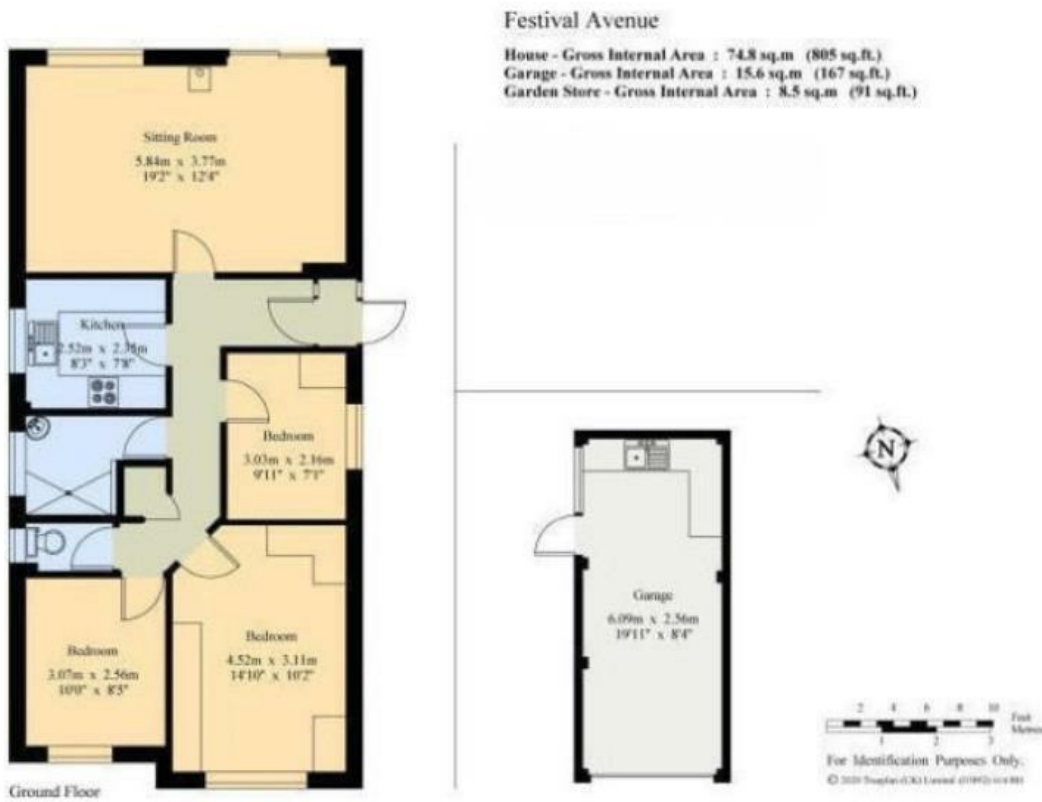 Festival Avenue
House - Gross Internal Area : 74.8 sq.m (805 sq.ft.)
Garage - Gross Internal Area : 15.6 sq.m (167 sq.ft.)
Garden Store - Gross Internal Area : 8.5 sq.m (91 sq.ft.)
Sitting Room
5.84m x 3.77m
19'2" x 12'4"
Kitchen
2.52m x
8'3" x 7'8"
Bedroom
3.03m x 2.16m
9'11" x 7'1"
Bedroom
4.52m x 3.11m
14'10" x 10'2"
Bedroom
3.07m x 2.56m
10'0" x 8'5"
Garage
6.09m x 2.56m
19'11" x 8'4"
N
2 4 6 8 10
Feet
Metres
1 2 3
For Identification Purposes Only.
© 2020 (UK) Limited
Ground Floor